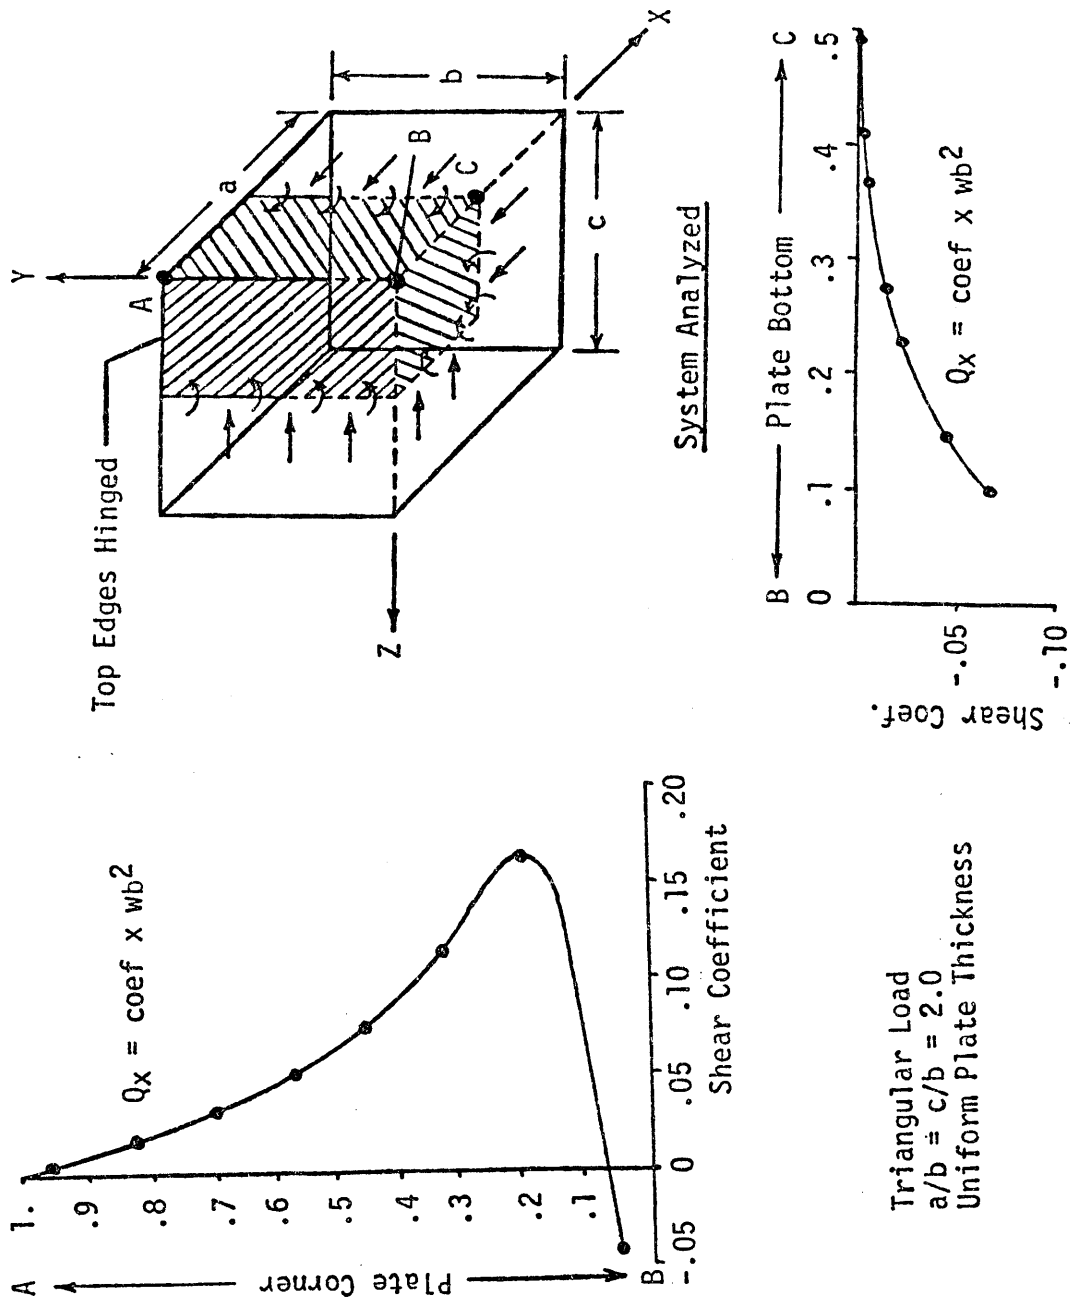 A
Plate Corner
B
1.
.9
.8
.7
.6
.5
.4
.3
.2
.1
-.05
0
.05
.10
.15
.20
Shear Coefficient
Qx = coef x wb²
Top Edges Hinged
Y
A
a
b
X
B
C
c
Z
System Analyzed
Triangular Load
a/b = c/b = 2.0
Uniform Plate Thickness
B Plate Bottom C
0
.1
.2
.3
.4
.5
Shear Coef.
-.05
-.10
Qx = coef x wb²